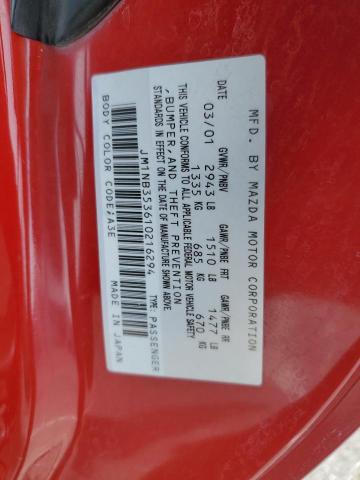 MFD. BY MAZDA MOTOR CORPORATION
DATE GVWR/PNBV GAWR/PNBE FRT GAWR/PNBE RR
03/01 2943 LB 1510 LB 1477 LB
1335 KG 685 KG 670 KG
THIS VEHICLE CONFORMS TO ALL APPLICABLE FEDERAL MOTOR VEHICLE SAFETY
,BUMPER,AND THEFT PREVENTION
STANDARDS IN EFFECT ON THE DATE OF MANUFACTURE SHOWN ABOVE.
JM1NB353610216294 TYPE: PASSENGER
BODY COLOR CODE;A3E MADE IN JAPAN